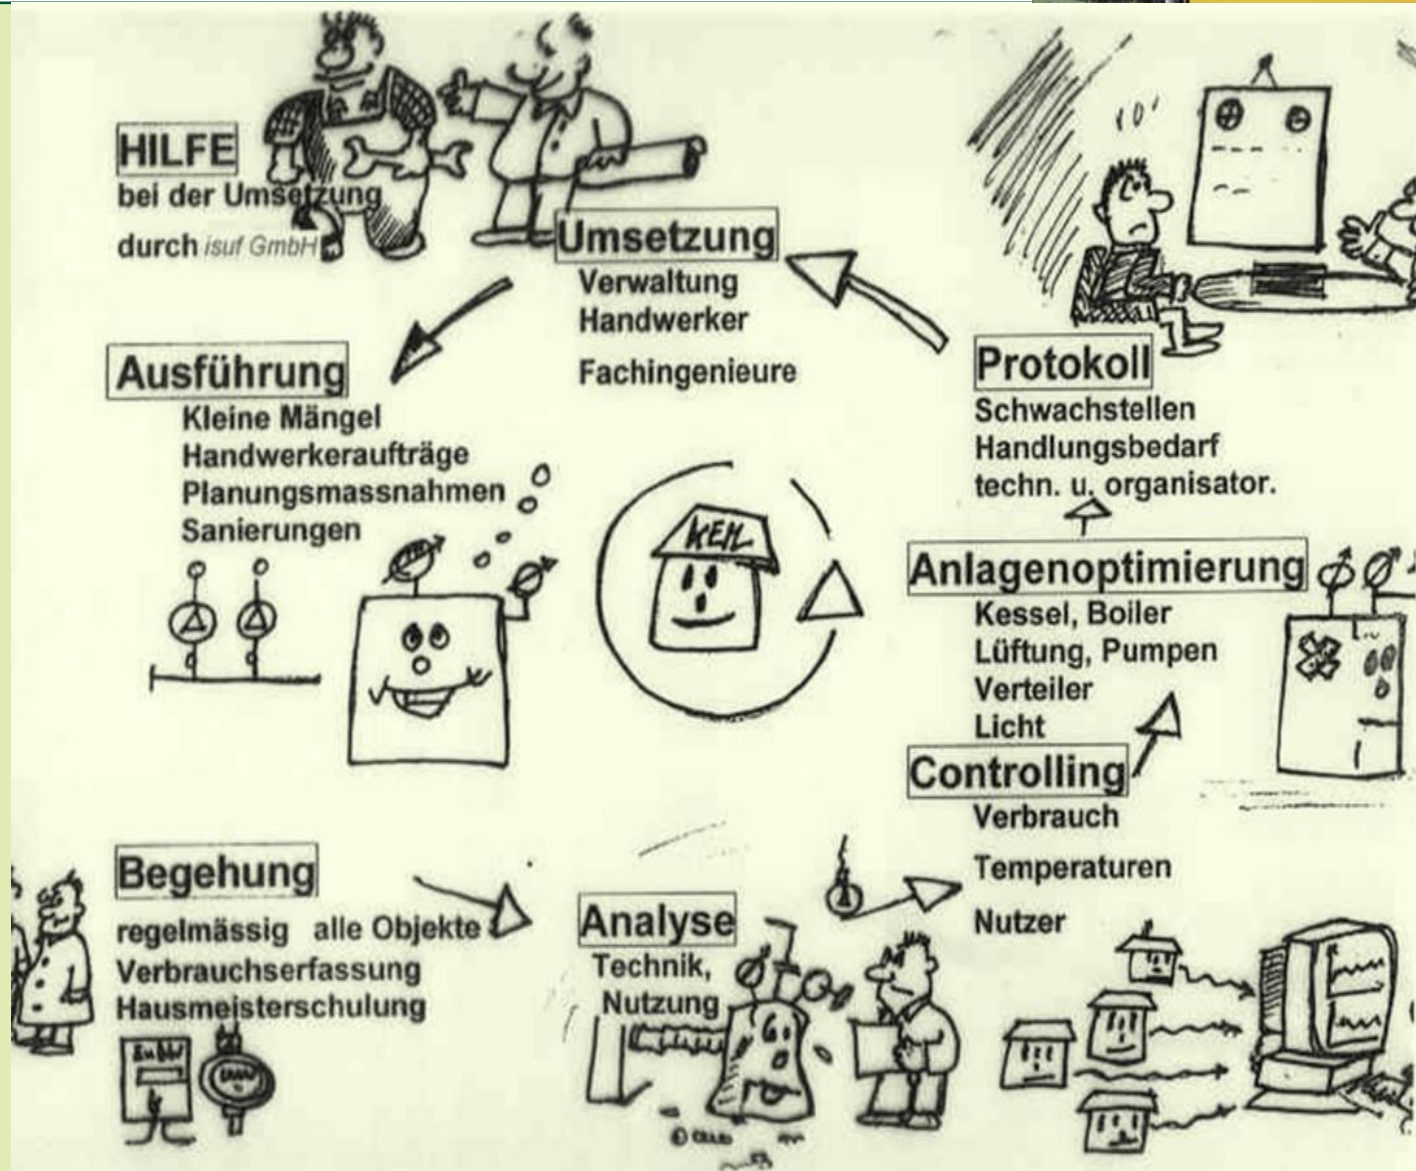 HILFE
bei der Umsetzung
durch isuf GmbH
Umsetzung
Verwaltung
Handwerker
Fachingenieure
Protokoll
Schwachstellen
Handlungsbedarf
techn. u. organisator.
Ausführung
Kleine Mängel
Handwerkeraufträge
Planungsmassnahmen
Sanierungen
Anlagenoptimierung
Kessel, Boiler
Lüftung, Pumpen
Verteiler
Licht
Controlling
Verbrauch
Temperaturen
Nutzer
Begehung
regelmässig alle Objekte
Verbrauchserfassung
Hausmeisterschulung
Analyse
Technik,
Nutzung